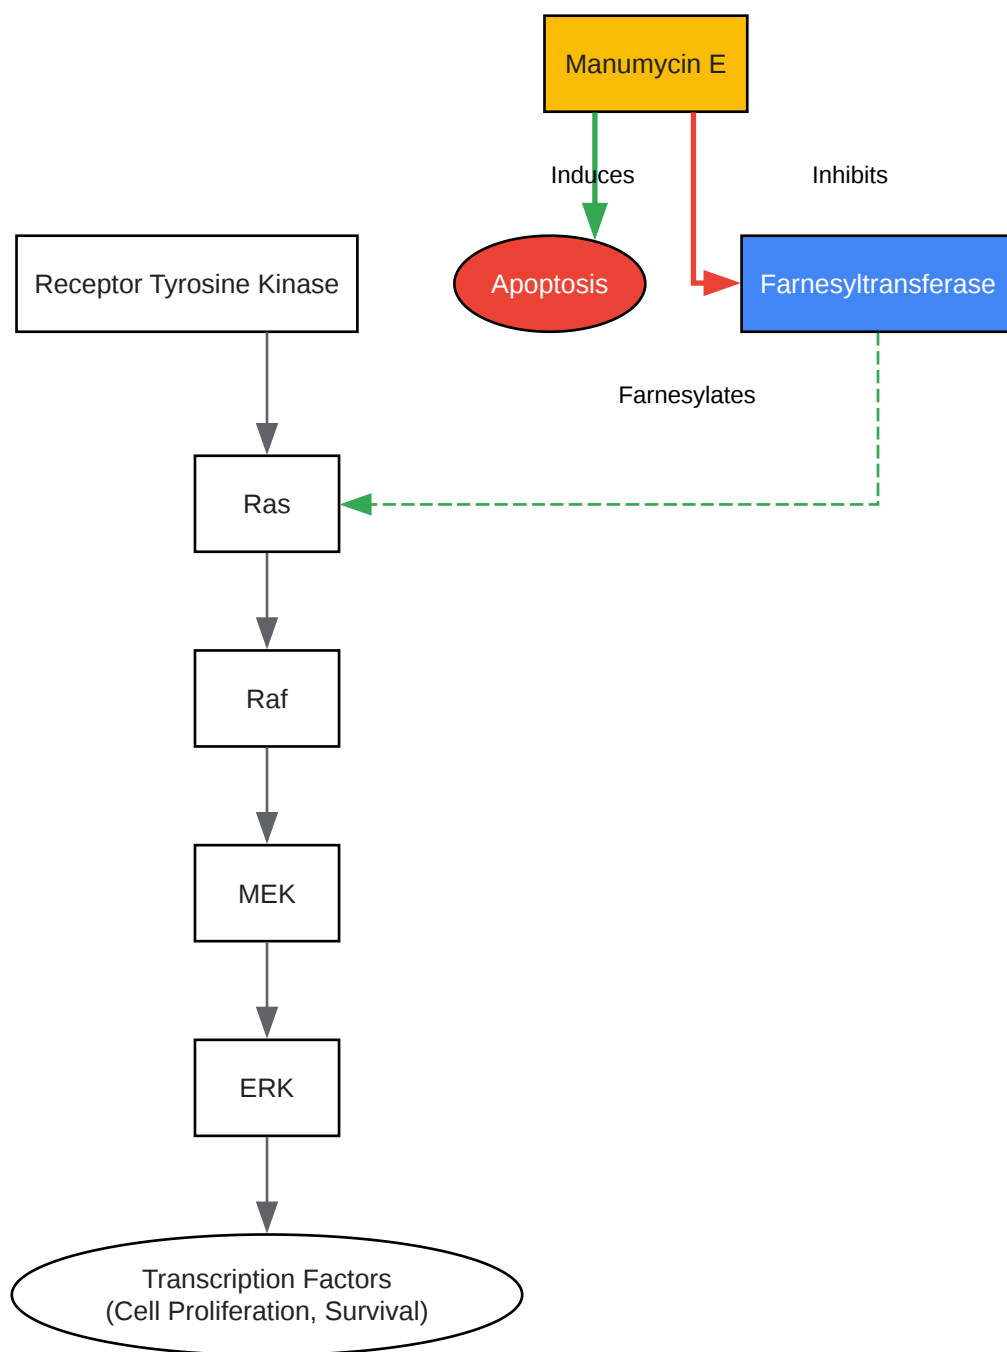 Manumycin E
Induces
Inhibits
Receptor Tyrosine Kinase
Apoptosis
Farnesyltransferase
Farnesylates
Ras
Raf
MEK
ERK
Transcription Factors
(Cell Proliferation, Survival)